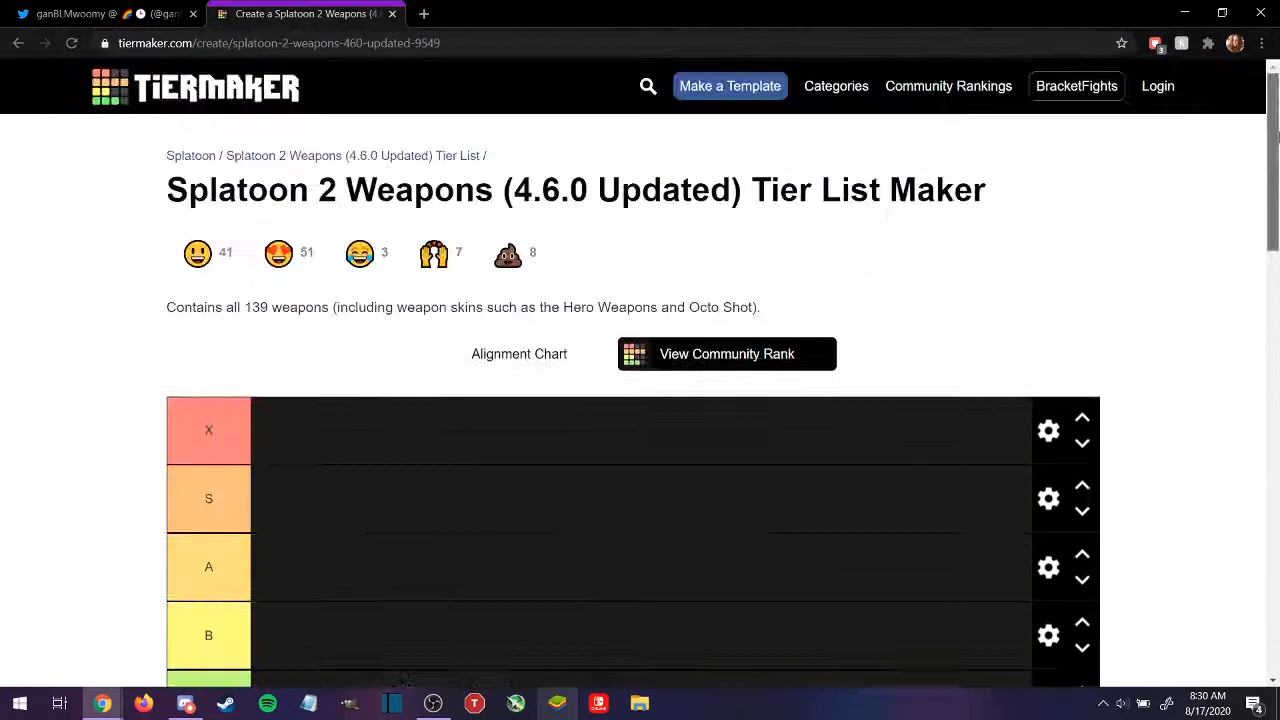 ganBLMwoomy @ 🌈 🕒 (@gan
Create a Splatoon 2 Weapons (4.
tiermaker.com/create/splatoon-2-weapons-460-updated-9549
3
TiERMAKER
Make a Template
Categories
Community Rankings
BracketFights
Login
Splatoon / Splatoon 2 Weapons (4.6.0 Updated) Tier List /
Splatoon 2 Weapons (4.6.0 Updated) Tier List Maker
41
51
3
7
8
Contains all 139 weapons (including weapon skins such as the Hero Weapons and Octo Shot).
Alignment Chart
View Community Rank
X
S
A
B
8:30 AM
8/17/2020